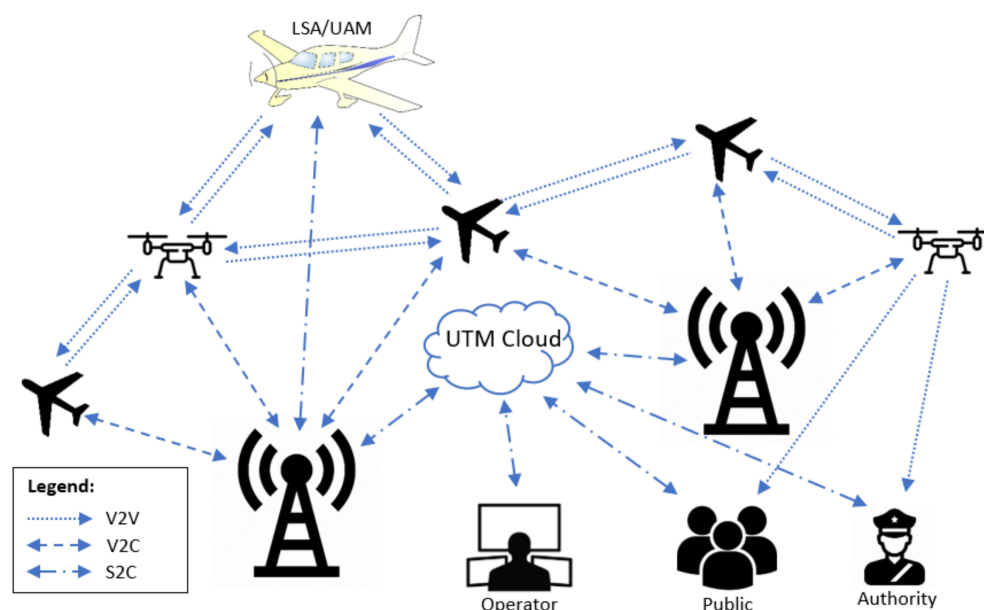 LSA/UAM
UTM Cloud
Legend:
V2V
V2C
S2C
Operator
Public
Authority